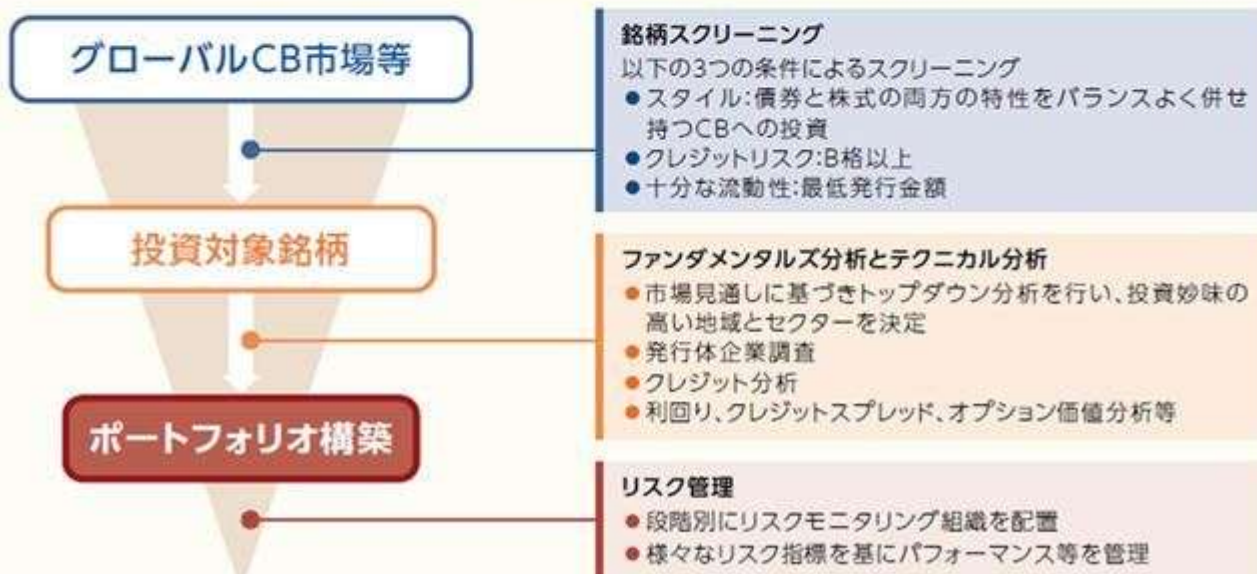 グローバルCB市場等
銘柄スクリーニング
以下の3つの条件によるスクリーニング
●スタイル:債券と株式の両方の特性をバランスよく併せ
持つCBへの投資
●クレジットリスク:B格以上
●十分な流動性:最低発行金額
投資対象銘柄
ファンダメンタルズ分析とテクニカル分析
●市場見通しに基づきトップダウン分析を行い、投資妙味の
高い地域とセクターを決定
●発行体企業調査
●クレジット分析
●利回り、クレジットスプレッド、オプション価値分析等
ポートフォリオ構築
リスク管理
●段階別にリスクモニタリング組織を配置
●様々なリスク指標を基にパフォーマンス等を管理